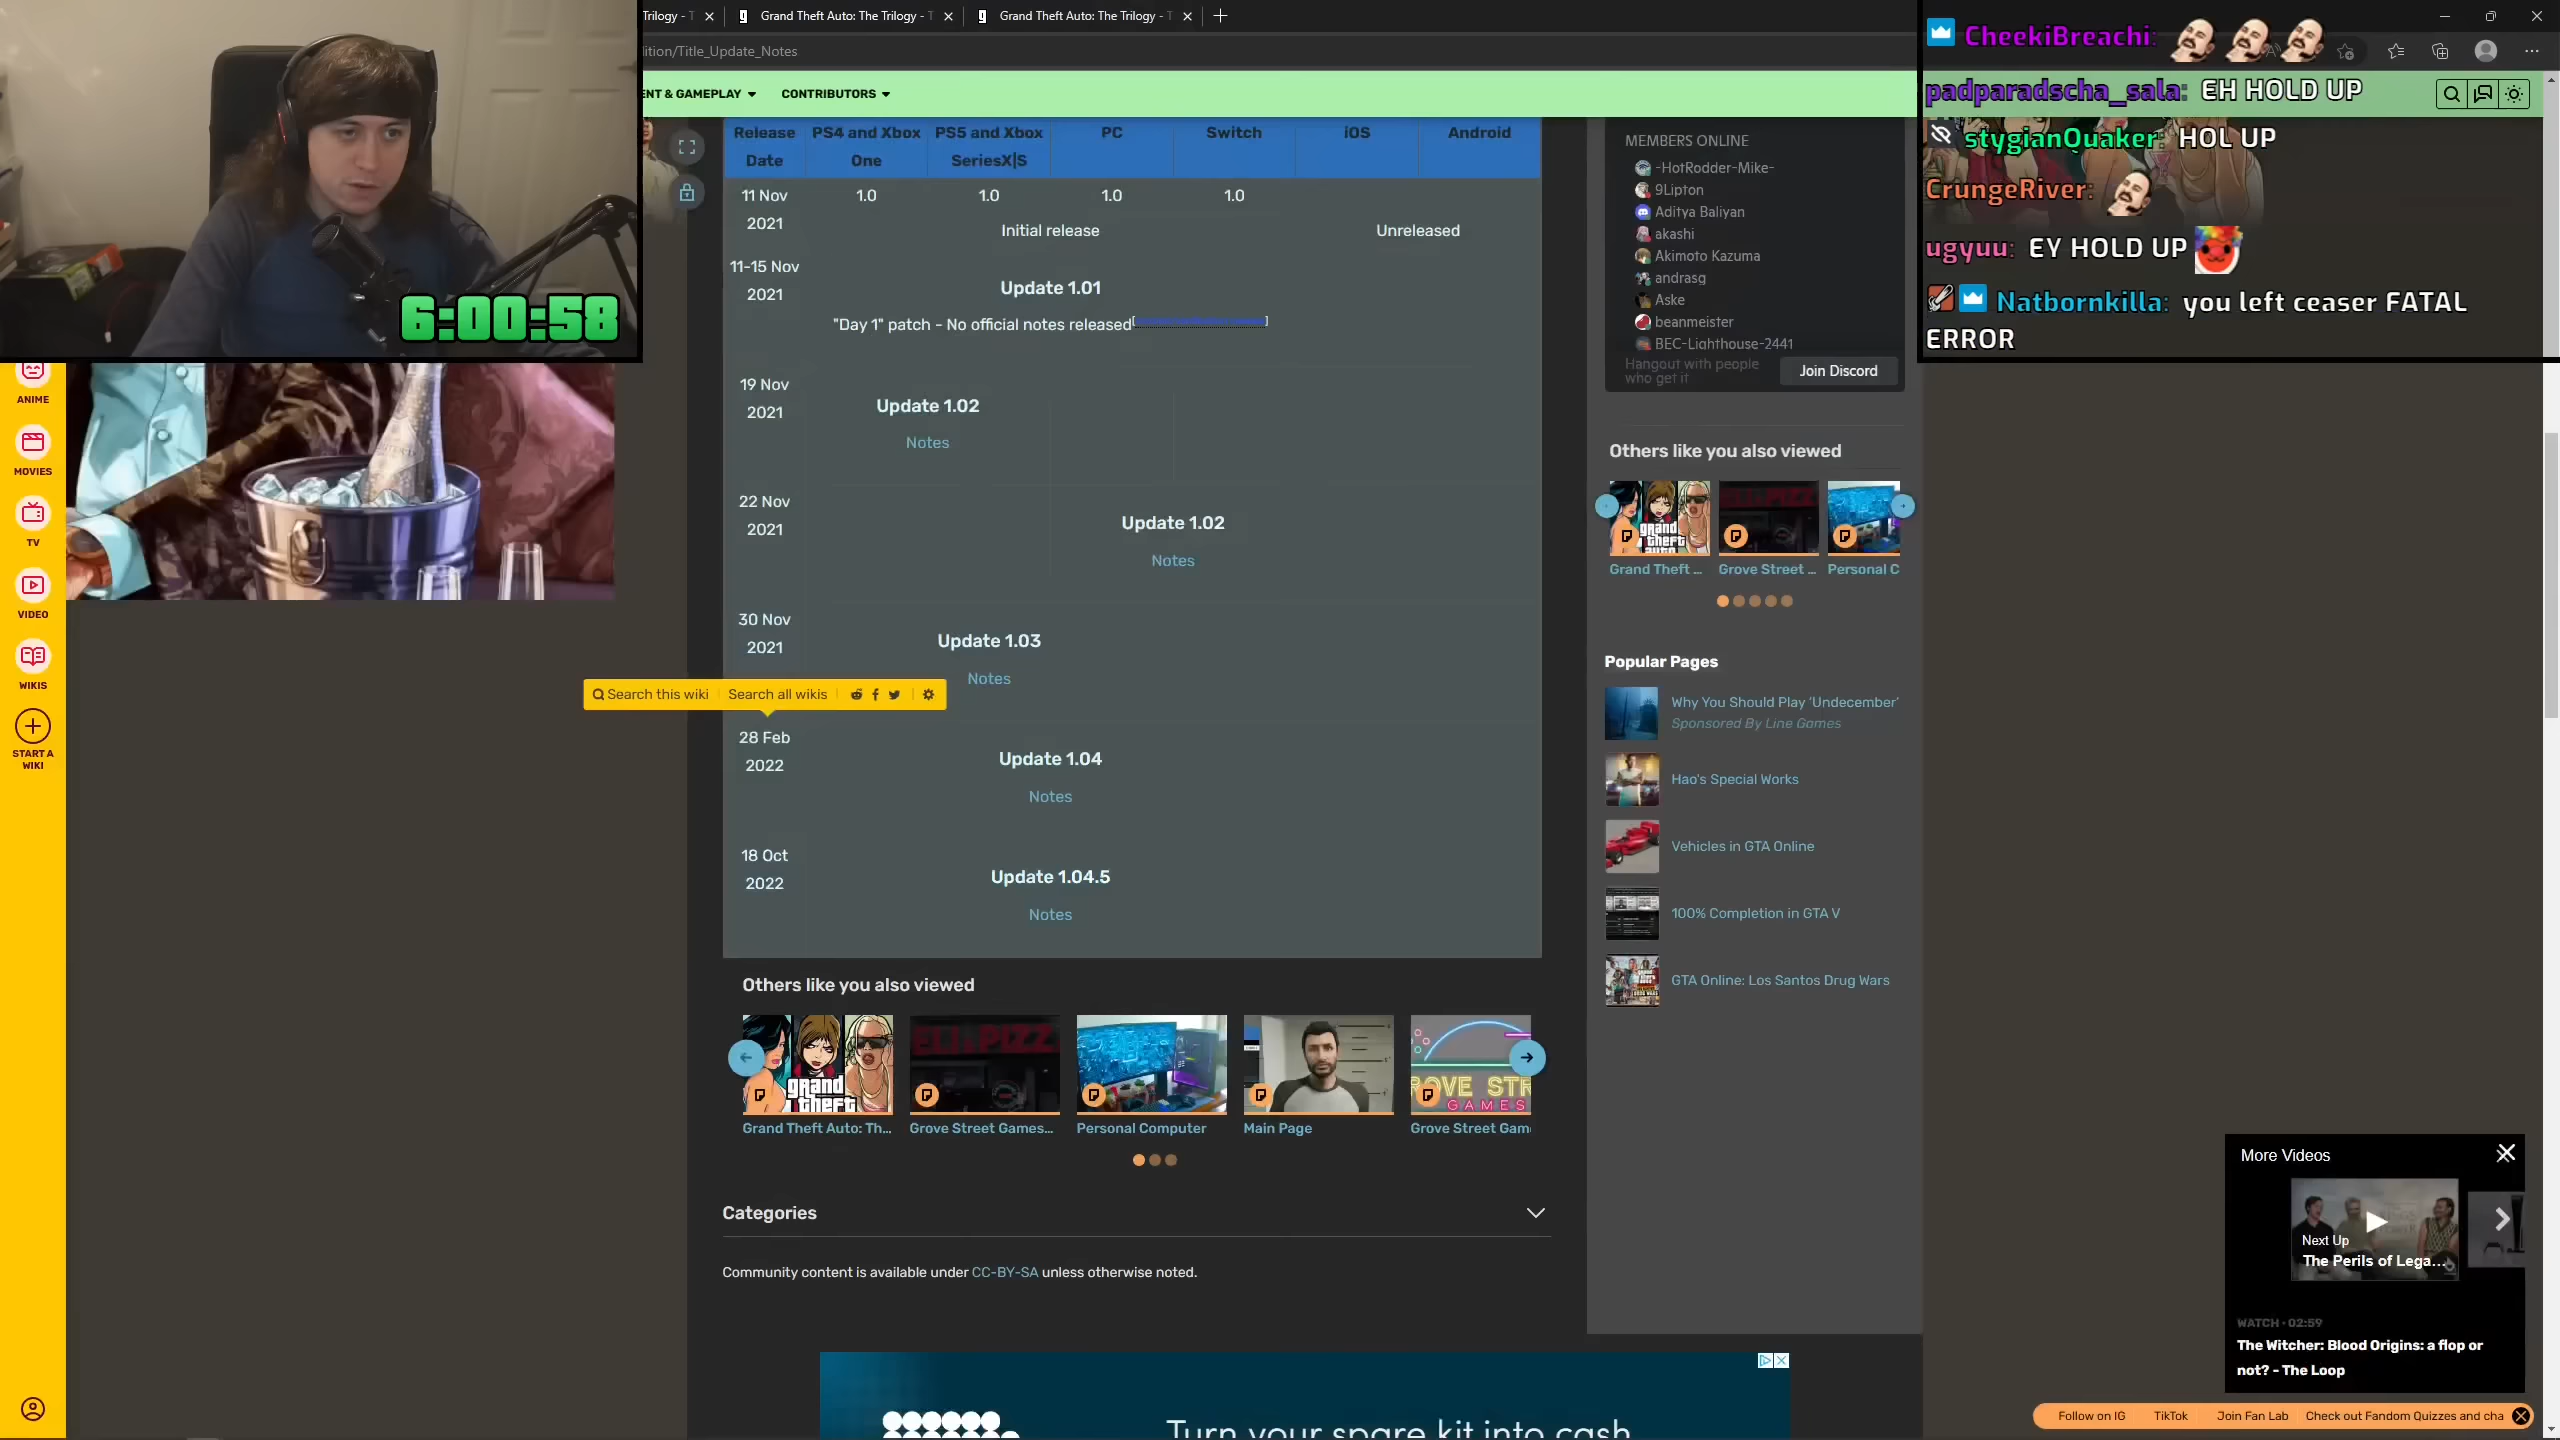 Trilogy - T
Grand Theft Auto: The Trilogy - T
Grand Theft Auto: The Trilogy - T
ition/Title_Update_Notes
ENT & GAMEPLAY
CONTRIBUTORS
6:00:58
CheekiBreachi:
padparadscha_sala: EH HOLD UP
stygianQuaker: HOL UP
CrungeRiver:
ugyuu: EY HOLD UP
Natbornkilla: you left ceaser FATAL
ERROR
ANIME
MOVIES
TV
VIDEO
WIKIS
START A
WIKI
Release
Date
PS4 and Xbox
One
PS5 and Xbox
SeriesX|S
PC
Switch
iOS
Android
11 Nov
2021
1.0
1.0
1.0
1.0
Initial release
Unreleased
11-15 Nov
2021
Update 1.01
"Day 1" patch - No official notes released[ ]
19 Nov
2021
Update 1.02
Notes
22 Nov
2021
Update 1.02
Notes
30 Nov
2021
Update 1.03
Notes
Search this wiki
Search all wikis
28 Feb
2022
Update 1.04
Notes
18 Oct
2022
Update 1.04.5
Notes
Others like you also viewed
grand
theft
ELI PIZZ
OVE STR
GAMES
Grand Theft Auto: Th...
Grove Street Games...
Personal Computer
Main Page
Grove Street Gam
Categories
Community content is available under CC-BY-SA unless otherwise noted.
Turn your spare kit into cash
MEMBERS ONLINE
-HotRodder-Mike-
9Lipton
Aditya Baliyan
akashi
Akimoto Kazuma
andrasg
Aske
beanmeister
BEC-Lighthouse-2441
Hangout with people
who get it
Join Discord
Others like you also viewed
grand
theft
auto
Grand Theft ...
Grove Street ...
Personal C
Popular Pages
Why You Should Play 'Undecember'
Sponsored By Line Games
Hao's Special Works
Vehicles in GTA Online
100% Completion in GTA V
GTA Online: Los Santos Drug Wars
More Videos
Next Up
The Perils of Lega...
WATCH • 02:59
The Witcher: Blood Origins: a flop or
not? - The Loop
Follow on IG
TikTok
Join Fan Lab
Check out Fandom Quizzes and cha